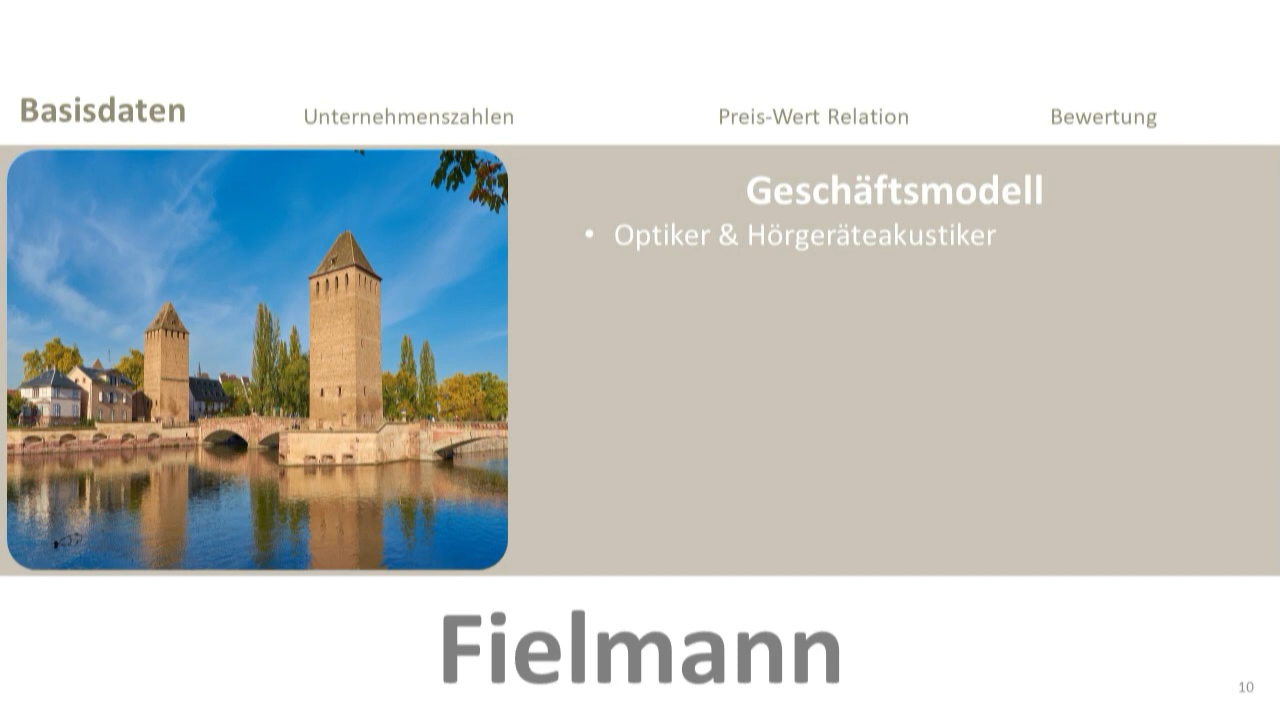 Basisdaten
Unternehmenszahlen
Preis-Wert Relation
Bewertung
Geschäftsmodell
• Optiker & Hörgeräteakustiker
Fielmann
10